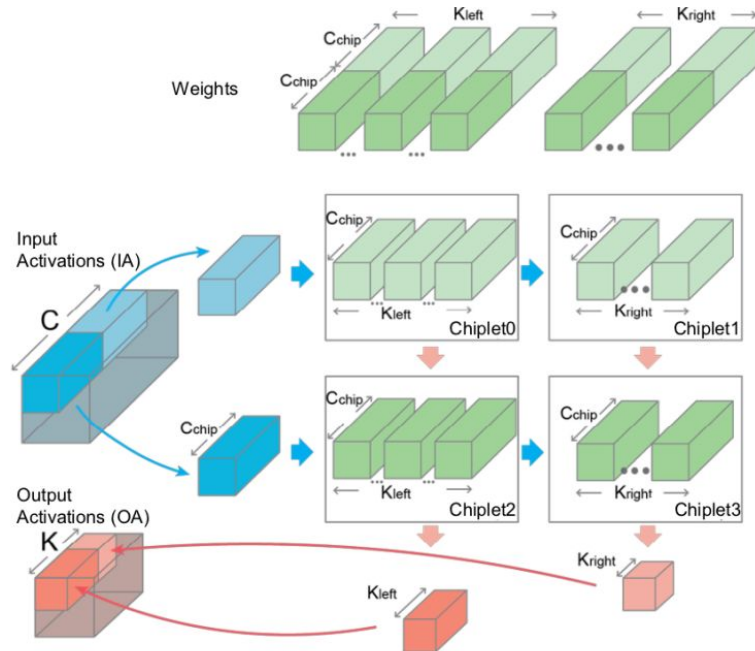 Kleft
Kright
Cchip
Cchip
Weights
...
...
...
Input
Activations (IA)
C
Cchip
Kleft
Chiplet0
Cchip
Kright
Chiplet1
Cchip
Cchip
Kleft
Chiplet2
Cchip
Kright
Chiplet3
Output
Activations (OA)
K
Kleft
Kright